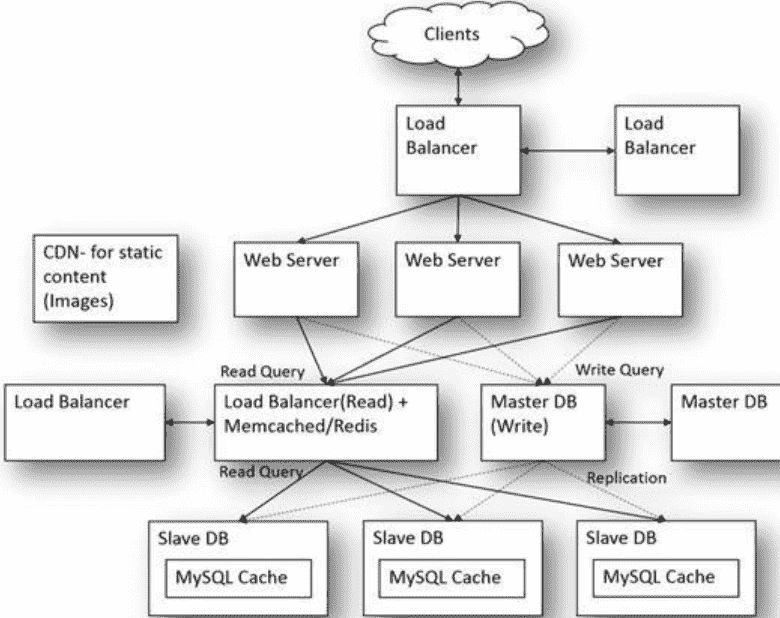 Clients
Load
Balancer
Load
Balancer
CDN- for static
content
(Images)
Web Server
Web Server
Web Server
Read Query
Write Query
Load Balancer
Load Balancer(Read) +
Memcached/Redis
Master DB
(Write)
Master DB
Read Query
Replication
Slave DB
MySQL Cache
Slave DB
MySQL Cache
Slave DB
MySQL Cache